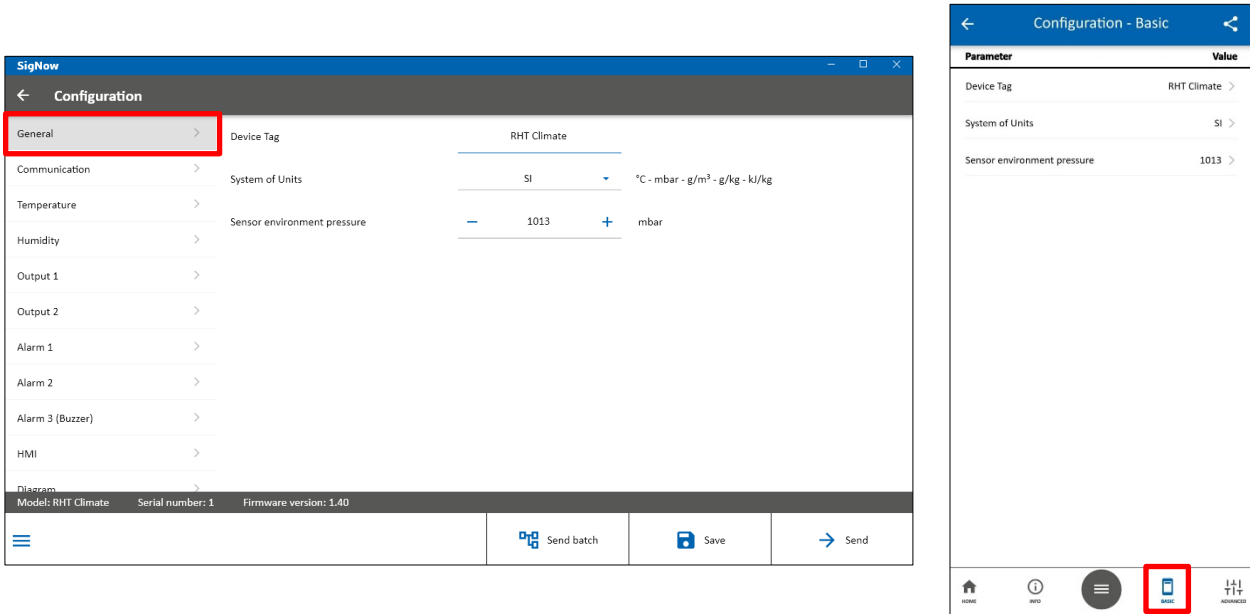 SigNow
Configuration
General
Communication
Temperature
Humidity
Output 1
Output 2
Alarm 1
Alarm 2
Alarm 3 (Buzzer)
HMI
Diagram
Device Tag RHT Climate
System of Units SI °C - mbar - g/m³ - g/kg - kJ/kg
Sensor environment pressure 1013 mbar
Model: RHT Climate Serial number: 1 Firmware version: 1.40
Send batch Save Send
Configuration - Basic
Parameter Value
Device Tag RHT Climate
System of Units SI
Sensor environment pressure 1013
HOME INFO BASIC ADVANCED